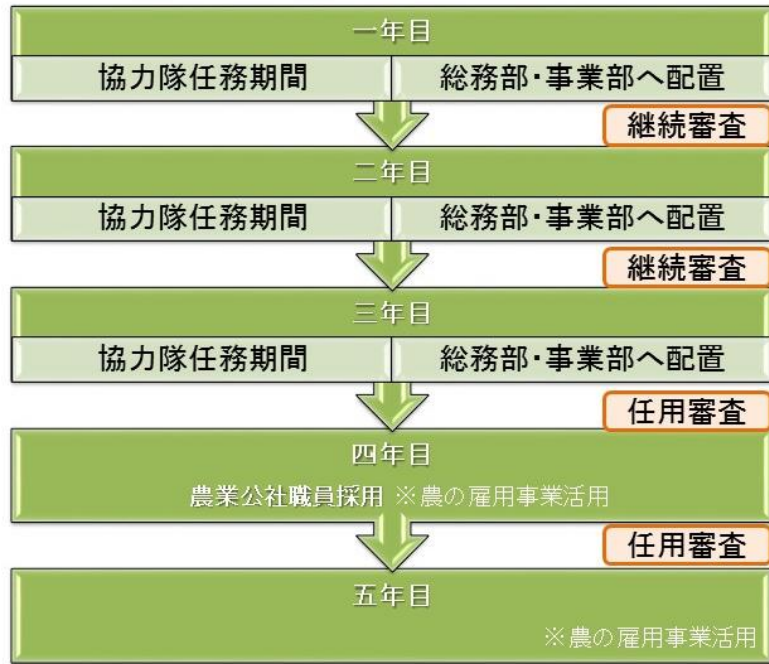 一年目
協力隊任務期間 総務部・事業部へ配置
継続審査
二年目
協力隊任務期間 総務部・事業部へ配置
継続審査
三年目
協力隊任務期間 総務部・事業部へ配置
任用審査
四年目
農業公社職員採用 ※農の雇用事業活用
任用審査
五年目
※農の雇用事業活用